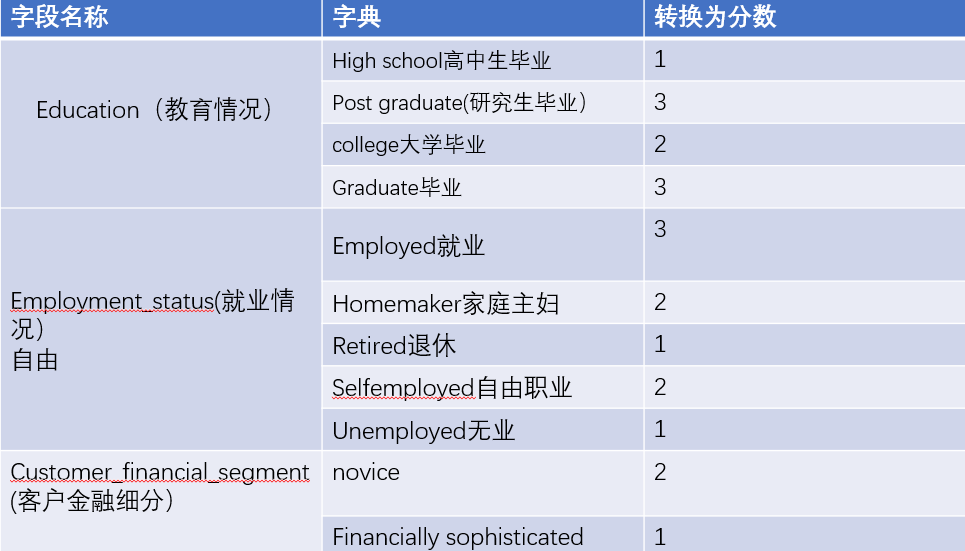 字段名称 字典 转换为分数
Education（教育情况） High school高中生毕业 1
Post graduate(研究生毕业） 3
college大学毕业 2
Graduate毕业 3
Employment_status(就业情
况）
自由
Employed就业 3
Homemaker家庭主妇 2
Retired退休 1
Selfemployed自由职业 2
Unemployed无业 1
Customer_financial_segment
(客户金融细分）
novice 2
Financially sophisticated 1